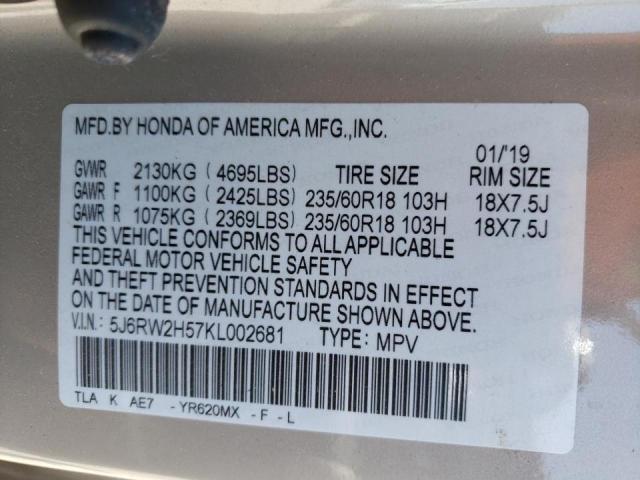 MFD.BY HONDA OF AMERICA MFG.,INC.
01/'19
GVWR 2130KG ( 4695LBS) TIRE SIZE RIM SIZE
GAWR F 1100KG ( 2425LBS) 235/60R18 103H 18X7.5J
GAWR R 1075KG ( 2369LBS) 235/60R18 103H 18X7.5J
THIS VEHICLE CONFORMS TO ALL APPLICABLE
FEDERAL MOTOR VEHICLE SAFETY
AND THEFT PREVENTION STANDARDS IN EFFECT
ON THE DATE OF MANUFACTURE SHOWN ABOVE.
V.I.N.: 5J6RW2H57KL002681 TYPE: MPV
TLA K AE7 -YR620MX -F-L